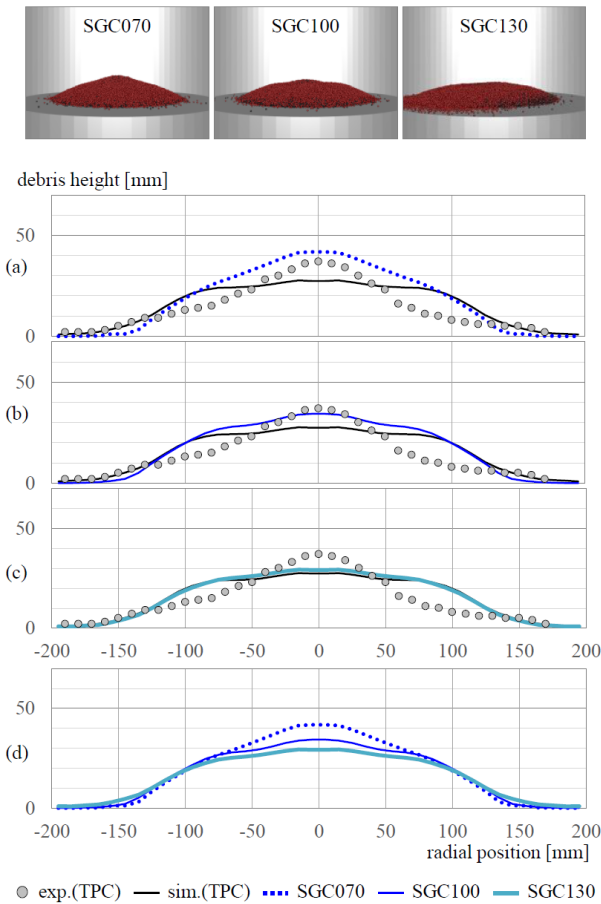 SGC070 SGC100 SGC130
debris height [mm]
50
(a)
0
50
(b)
0
50
(c)
0
-200 -150 -100 -50 0 50 100 150 200
50
(d)
0
-200 -150 -100 -50 0 50 100 150 200
radial position [mm]
exp.(TPC) sim.(TPC) SGC070 SGC100 SGC130